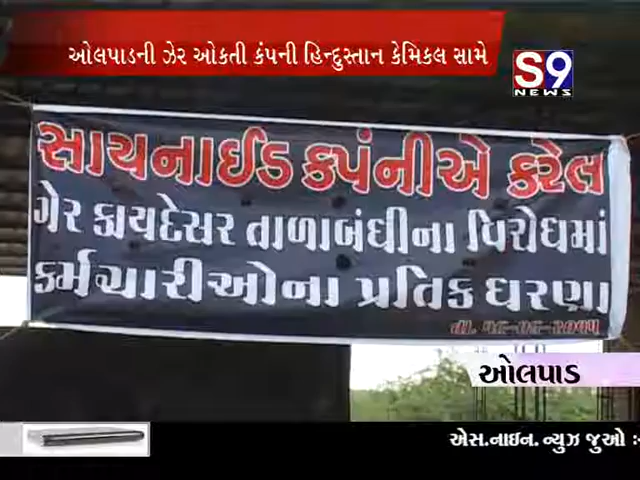 ઓલપાડની ઝેર ઓકતી કંપની હિન્દુસ્તાન કેમિકલ સામે
S9
NEWS
સાયનાઈડ કપંનીએ કરેલ
ગેર કાયદેસર તાળાબંધીના વિરોધમાં
કર્મચારીઓના પ્રતિક ધરણા
તા.
ઓલપાડ
એસ.નાઇન. ન્યુઝ જુઓ :-